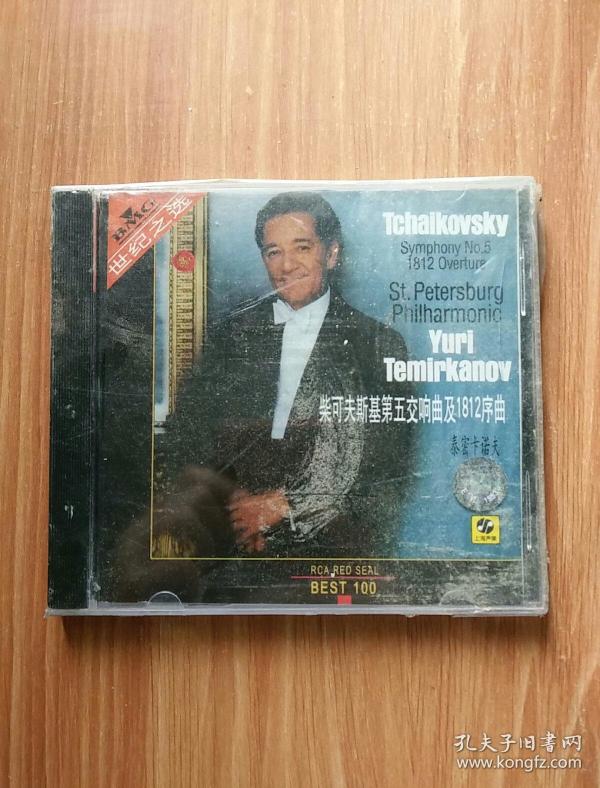 BMG
世纪之选
Tchaikovsky
Symphony No.5
1812 Overture
St. Petersburg
Philharmonic
Yuri
Temirkanov
柴可夫斯基第五交响曲及1812序曲
泰密卡诺夫
上海声像
RCA RED SEAL
BEST 100
孔夫子旧書网
kongfz.com